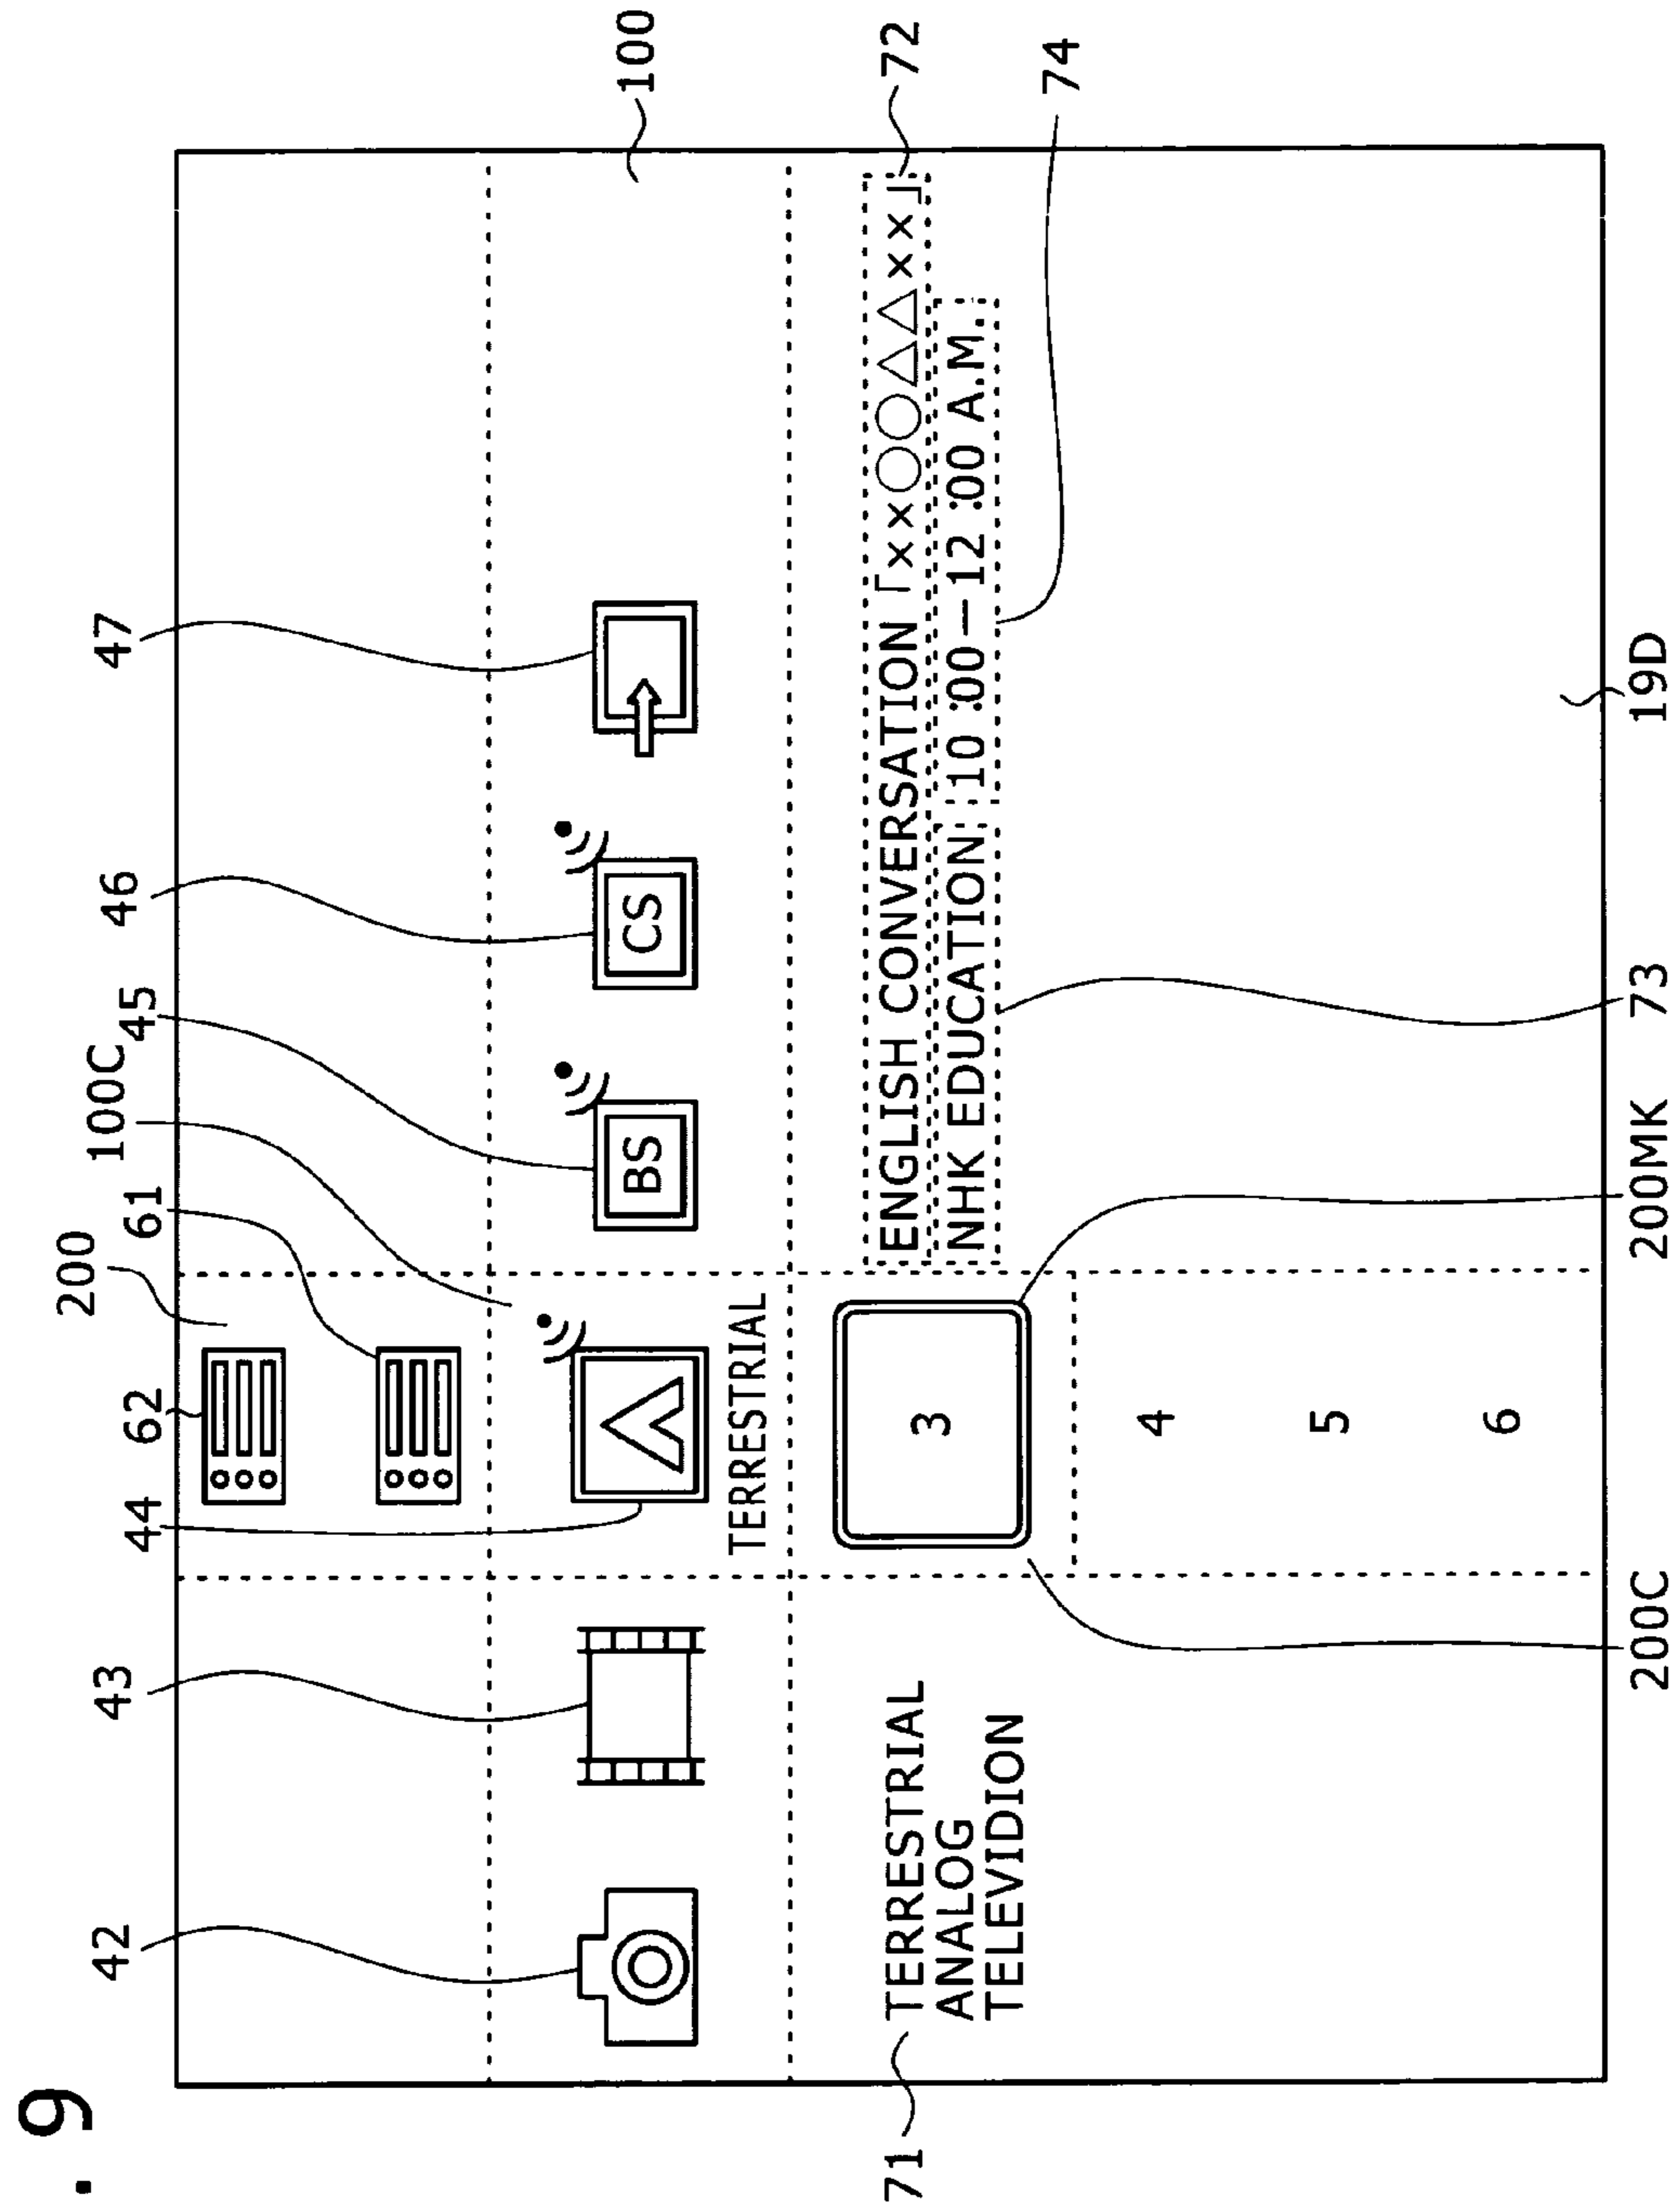 . 9
200
100C
62
61
45
46
47
44
43
42
100
72
74
BS
CS
TERRESTRIAL
71
TERRESTRIAL
ANALOG
TELEVIDION
3
4
5
6
ENGLISH CONVERSATION「××○○△△××」
NHK EDUCATION 10 :00—12 :00 A.M.
200C
200MK
73
19D